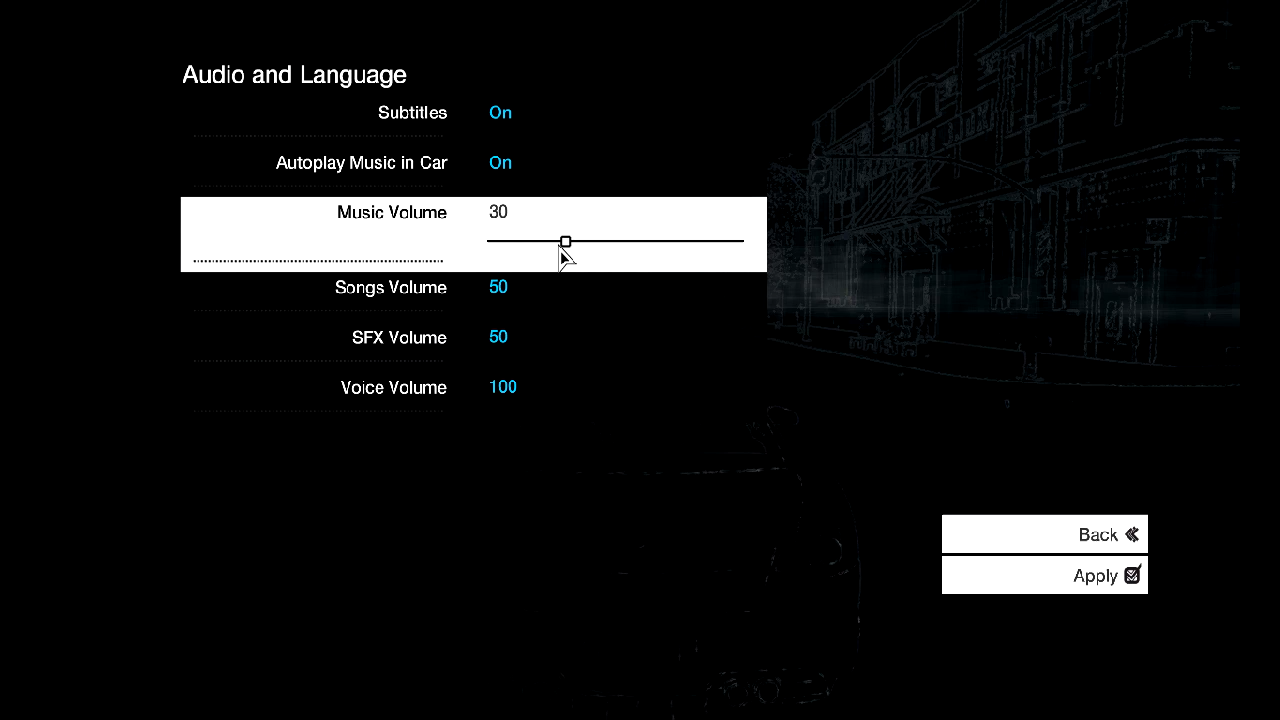 Audio and Language
Subtitles On
Autoplay Music in Car On
Music Volume 30
Songs Volume 50
SFX Volume 50
Voice Volume 100
Back
Apply